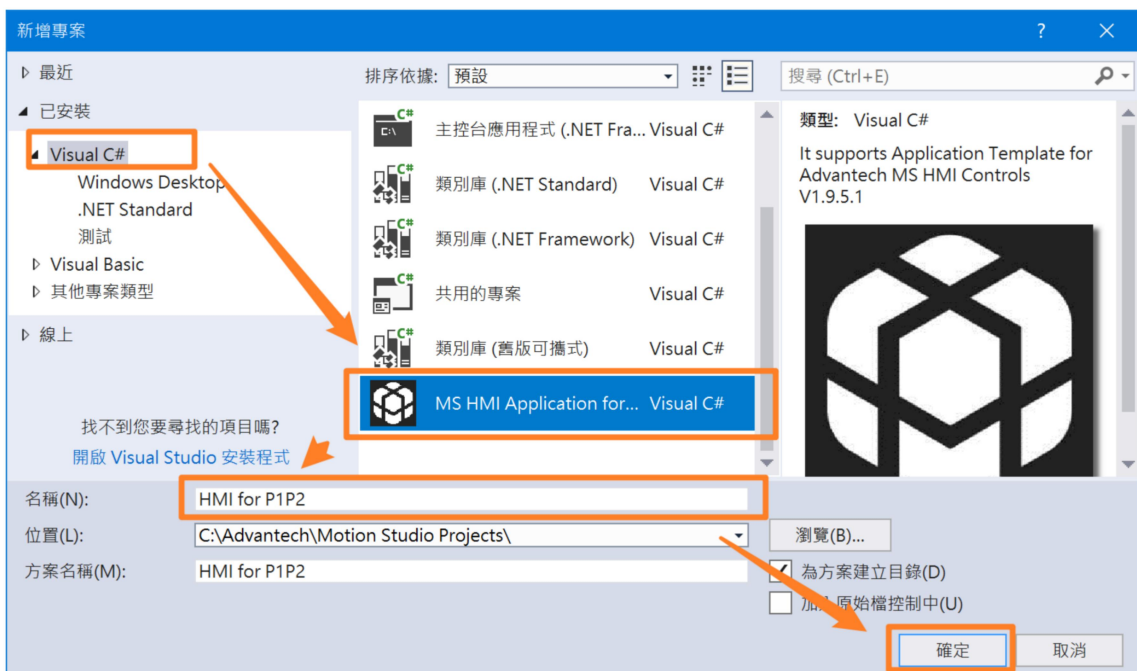 新增專案
?
最近
已安裝
Visual C#
Windows Desktop
.NET Standard
測試
Visual Basic
其他專案類型
線上
找不到您要尋找的項目嗎?
開啟 Visual Studio 安裝程式
排序依據: 預設
C#
C:\
主控台應用程式 (.NET Fra... Visual C#
C#
類別庫 (.NET Standard) Visual C#
C#
類別庫 (.NET Framework) Visual C#
C#
共用的專案 Visual C#
C#
類別庫 (舊版可攜式) Visual C#
MS HMI Application for... Visual C#
搜尋 (Ctrl+E)
類型: Visual C#
It supports Application Template for
Advantech MS HMI Controls
V1.9.5.1
名稱(N): HMI for P1P2
位置(L): C:\Advantech\Motion Studio Projects\ 瀏覽(B)...
方案名稱(M): HMI for P1P2
為方案建立目錄(D)
加入原始檔控制中(U)
確定 取消